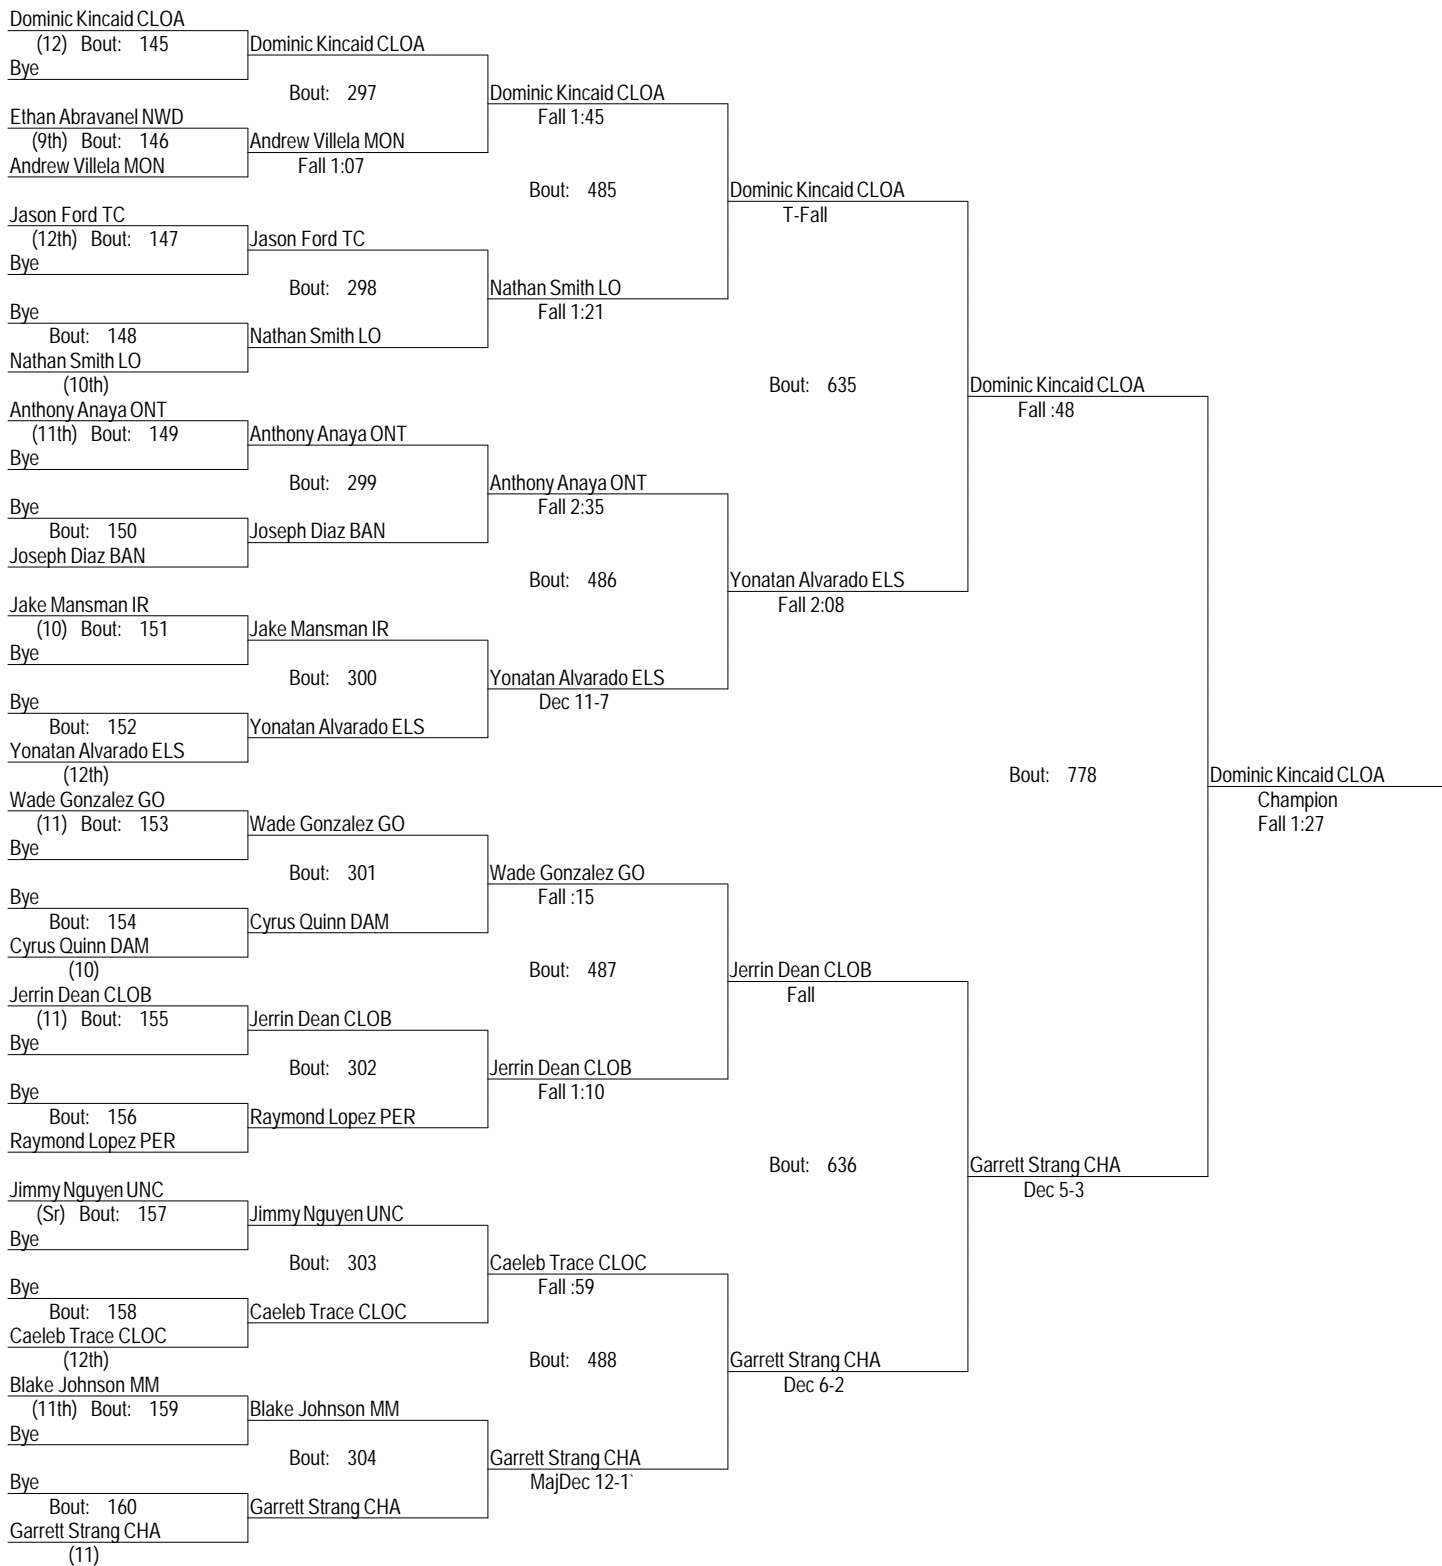 Dominic Kincaid CLOA
(12) Bout: 145
Bye
Dominic Kincaid CLOA
Bout: 297
Dominic Kincaid CLOA
Fall 1:45
Ethan Abravanel NWD
(9th) Bout: 146
Andrew Villela MON
Andrew Villela MON
Fall 1:07
Bout: 485
Dominic Kincaid CLOA
T-Fall
Jason Ford TC
(12th) Bout: 147
Bye
Jason Ford TC
Bout: 298
Nathan Smith LO
Fall 1:21
Bye
Bout: 148
Nathan Smith LO
(10th)
Nathan Smith LO
Bout: 635
Dominic Kincaid CLOA
Fall :48
Anthony Anaya ONT
(11th) Bout: 149
Bye
Anthony Anaya ONT
Bout: 299
Anthony Anaya ONT
Fall 2:35
Bye
Bout: 150
Joseph Diaz BAN
Joseph Diaz BAN
Bout: 486
Yonatan Alvarado ELS
Fall 2:08
Jake Mansman IR
(10) Bout: 151
Bye
Jake Mansman IR
Bout: 300
Yonatan Alvarado ELS
Dec 11-7
Bye
Bout: 152
Yonatan Alvarado ELS
(12th)
Yonatan Alvarado ELS
Bout: 778
Dominic Kincaid CLOA
Champion
Fall 1:27
Wade Gonzalez GO
(11) Bout: 153
Bye
Wade Gonzalez GO
Bout: 301
Wade Gonzalez GO
Fall :15
Bye
Bout: 154
Cyrus Quinn DAM
(10)
Cyrus Quinn DAM
Bout: 487
Jerrin Dean CLOB
Fall
Jerrin Dean CLOB
(11) Bout: 155
Bye
Jerrin Dean CLOB
Bout: 302
Jerrin Dean CLOB
Fall 1:10
Bye
Bout: 156
Raymond Lopez PER
Raymond Lopez PER
Bout: 636
Garrett Strang CHA
Dec 5-3
Jimmy Nguyen UNC
(Sr) Bout: 157
Bye
Jimmy Nguyen UNC
Bout: 303
Caeleb Trace CLOC
Fall :59
Bye
Bout: 158
Caeleb Trace CLOC
(12th)
Caeleb Trace CLOC
Bout: 488
Garrett Strang CHA
Dec 6-2
Blake Johnson MM
(11th) Bout: 159
Bye
Blake Johnson MM
Bout: 304
Garrett Strang CHA
MajDec 12-1`
Bye
Bout: 160
Garrett Strang CHA
(11)
Garrett Strang CHA